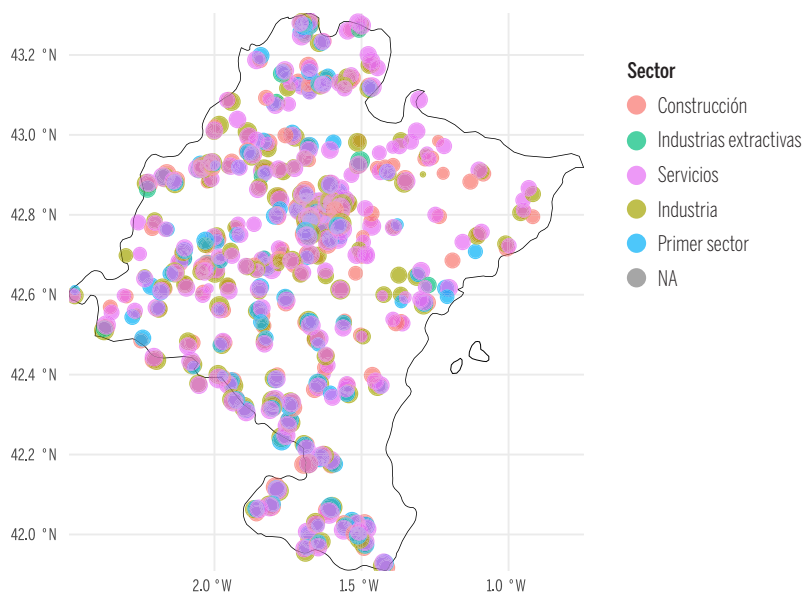 43.2 °N
43.0 °N
42.8 °N
42.6 °N
42.4 °N
42.2 °N
42.0 °N
2.0 °W
1.5 °W
1.0 °W
Sector
Construcción
Industrias extractivas
Servicios
Industria
Primer sector
NA